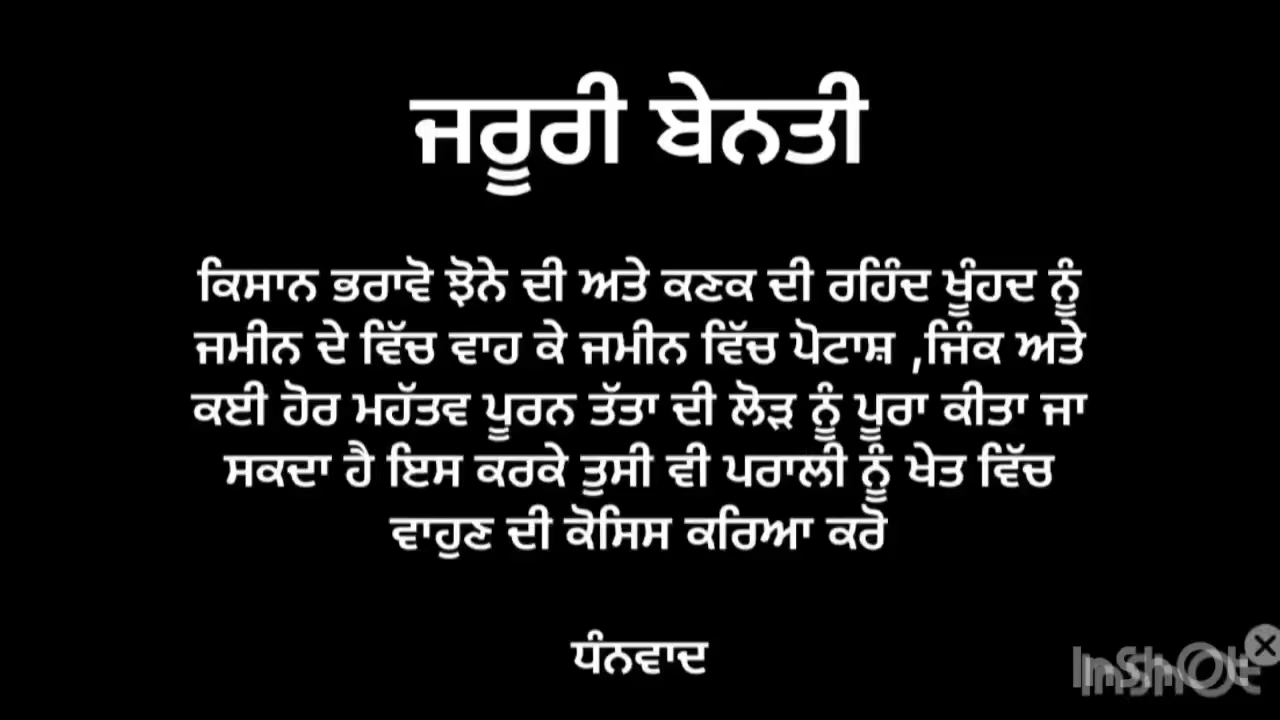 ਜਰੂਰੀ ਬੇਨਤੀ
ਕਿਸਾਨ ਭਰਾਵੋ ਝੋਨੇ ਦੀ ਅਤੇ ਕਣਕ ਦੀ ਰਹਿੰਦ ਖੂੰਹਦ ਨੂੰ
ਜਮੀਨ ਦੇ ਵਿੱਚ ਵਾਹ ਕੇ ਜਮੀਨ ਵਿੱਚ ਪੋਟਾਸ਼ ,ਜਿੰਕ ਅਤੇ
ਕਈ ਹੋਰ ਮਹੱਤਵ ਪੂਰਨ ਤੱਤਾ ਦੀ ਲੋੜ ਨੂੰ ਪੂਰਾ ਕੀਤਾ ਜਾ
ਸਕਦਾ ਹੈ ਇਸ ਕਰਕੇ ਤੁਸੀ ਵੀ ਪਰਾਲੀ ਨੂੰ ਖੇਤ ਵਿੱਚ
ਵਾਹੁਣ ਦੀ ਕੋਸਿਸ ਕਰਿਆ ਕਰੋ
ਧੰਨਵਾਦ
InShOt